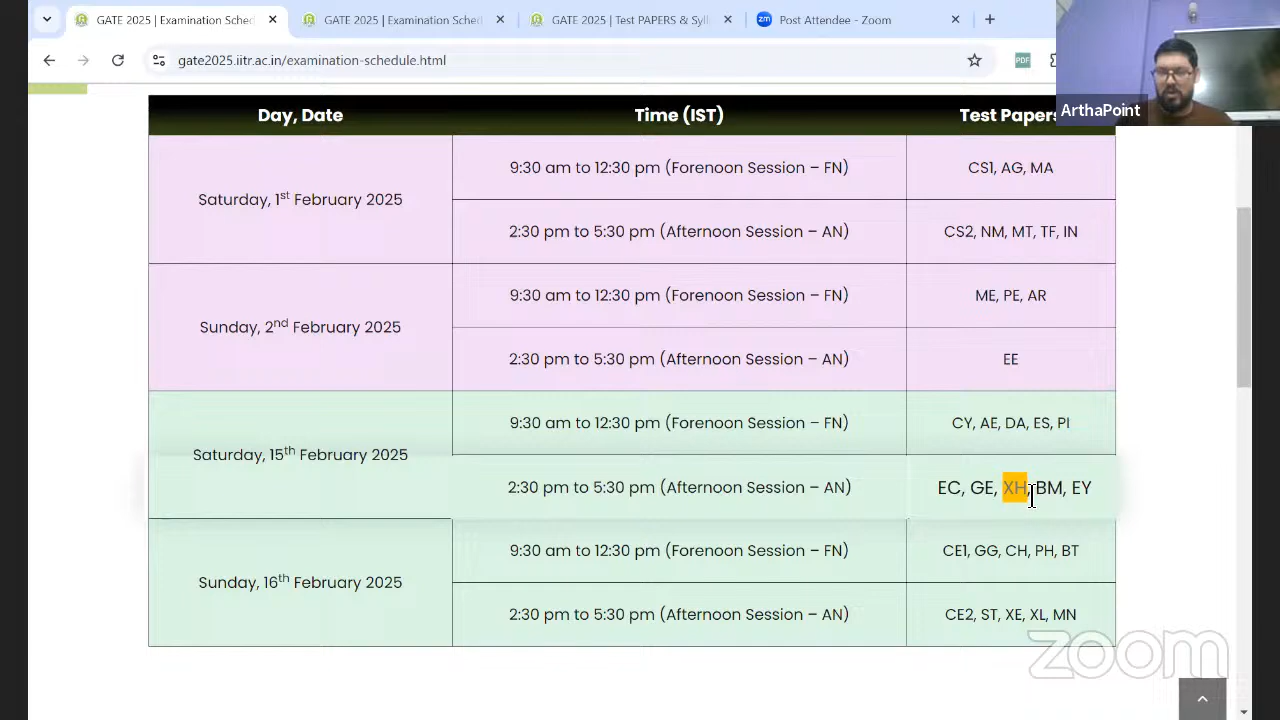 GATE 2025 | Examination Sched
GATE 2025 | Examination Sched
GATE 2025 | Test PAPERS & Syll
zm Post Attendee - Zoom
gate2025.iitr.ac.in/examination-schedule.html
PDF
ArthaPoint
Day, Date Time (IST) Test Papers
Saturday, 1st February 2025
9:30 am to 12:30 pm (Forenoon Session – FN) CS1, AG, MA
2:30 pm to 5:30 pm (Afternoon Session – AN) CS2, NM, MT, TF, IN
Sunday, 2nd February 2025
9:30 am to 12:30 pm (Forenoon Session – FN) ME, PE, AR
2:30 pm to 5:30 pm (Afternoon Session – AN) EE
Saturday, 15th February 2025
9:30 am to 12:30 pm (Forenoon Session – FN) CY, AE, DA, ES, PI
2:30 pm to 5:30 pm (Afternoon Session – AN) EC, GE, XH, BM, EY
Sunday, 16th February 2025
9:30 am to 12:30 pm (Forenoon Session – FN) CE1, GG, CH, PH, BT
2:30 pm to 5:30 pm (Afternoon Session – AN) CE2, ST, XE, XL, MN
zoom